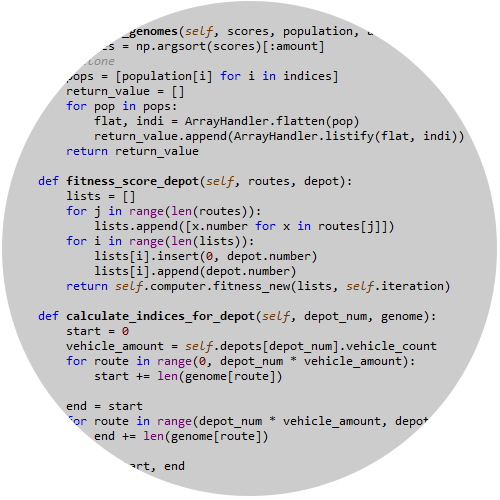 _genomes(self, scores, population,
= np.argsort(scores)[:amount]
= [population[i] for i in indices]
return_value = []
for pop in pops:
flat, indi = ArrayHandler.flatten(pop)
return_value.append(ArrayHandler.listify(flat, indi))
return return_value
def fitness_score_depot(self, routes, depot):
lists = []
for j in range(len(routes)):
lists.append([x.number for x in routes[j]])
for i in range(len(lists)):
lists[i].insert(0, depot.number)
lists[i].append(depot.number)
return self.computer.fitness_new(lists, self.iteration)
def calculate_indices_for_depot(self, depot_num, genome):
start = 0
vehicle_amount = self.depots[depot_num].vehicle_count
for route in range(0, depot_num * vehicle_amount):
start += len(genome[route])
end = start
for route in range(depot_num * vehicle_amount, depot
end += len(genome[route])
, end